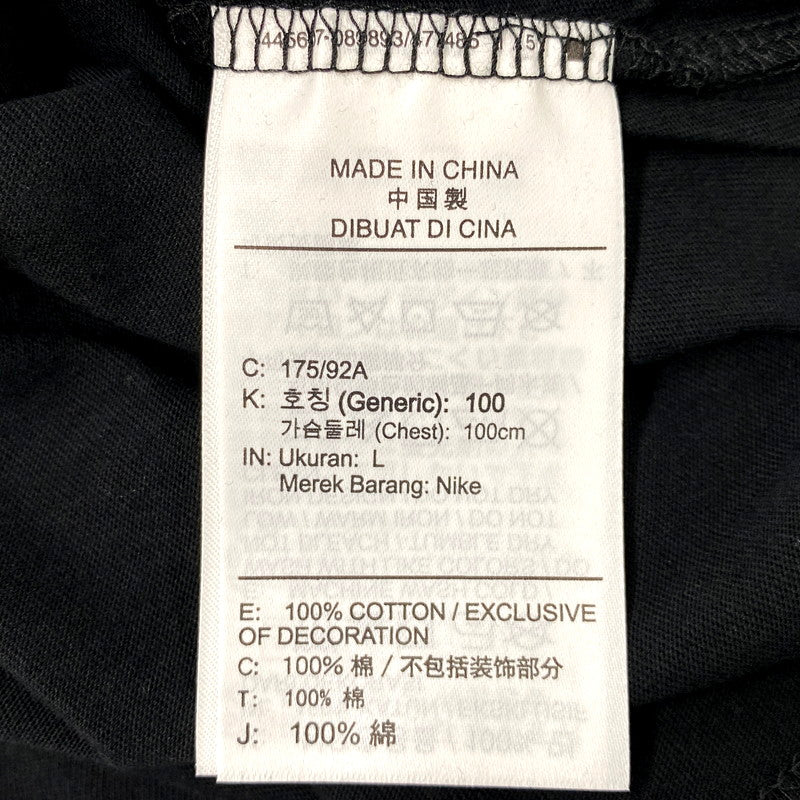 MADE IN CHINA
中国製
DIBUAT DI CINA
C: 175/92A
K: 호칭 (Generic): 100
가슴둘레 (Chest): 100cm
IN: Ukuran: L
Merek Barang: Nike
E: 100% COTTON / EXCLUSIVE
OF DECORATION
C: 100% 棉 / 不包括装饰部分
T: 100% 棉
J: 100% 綿